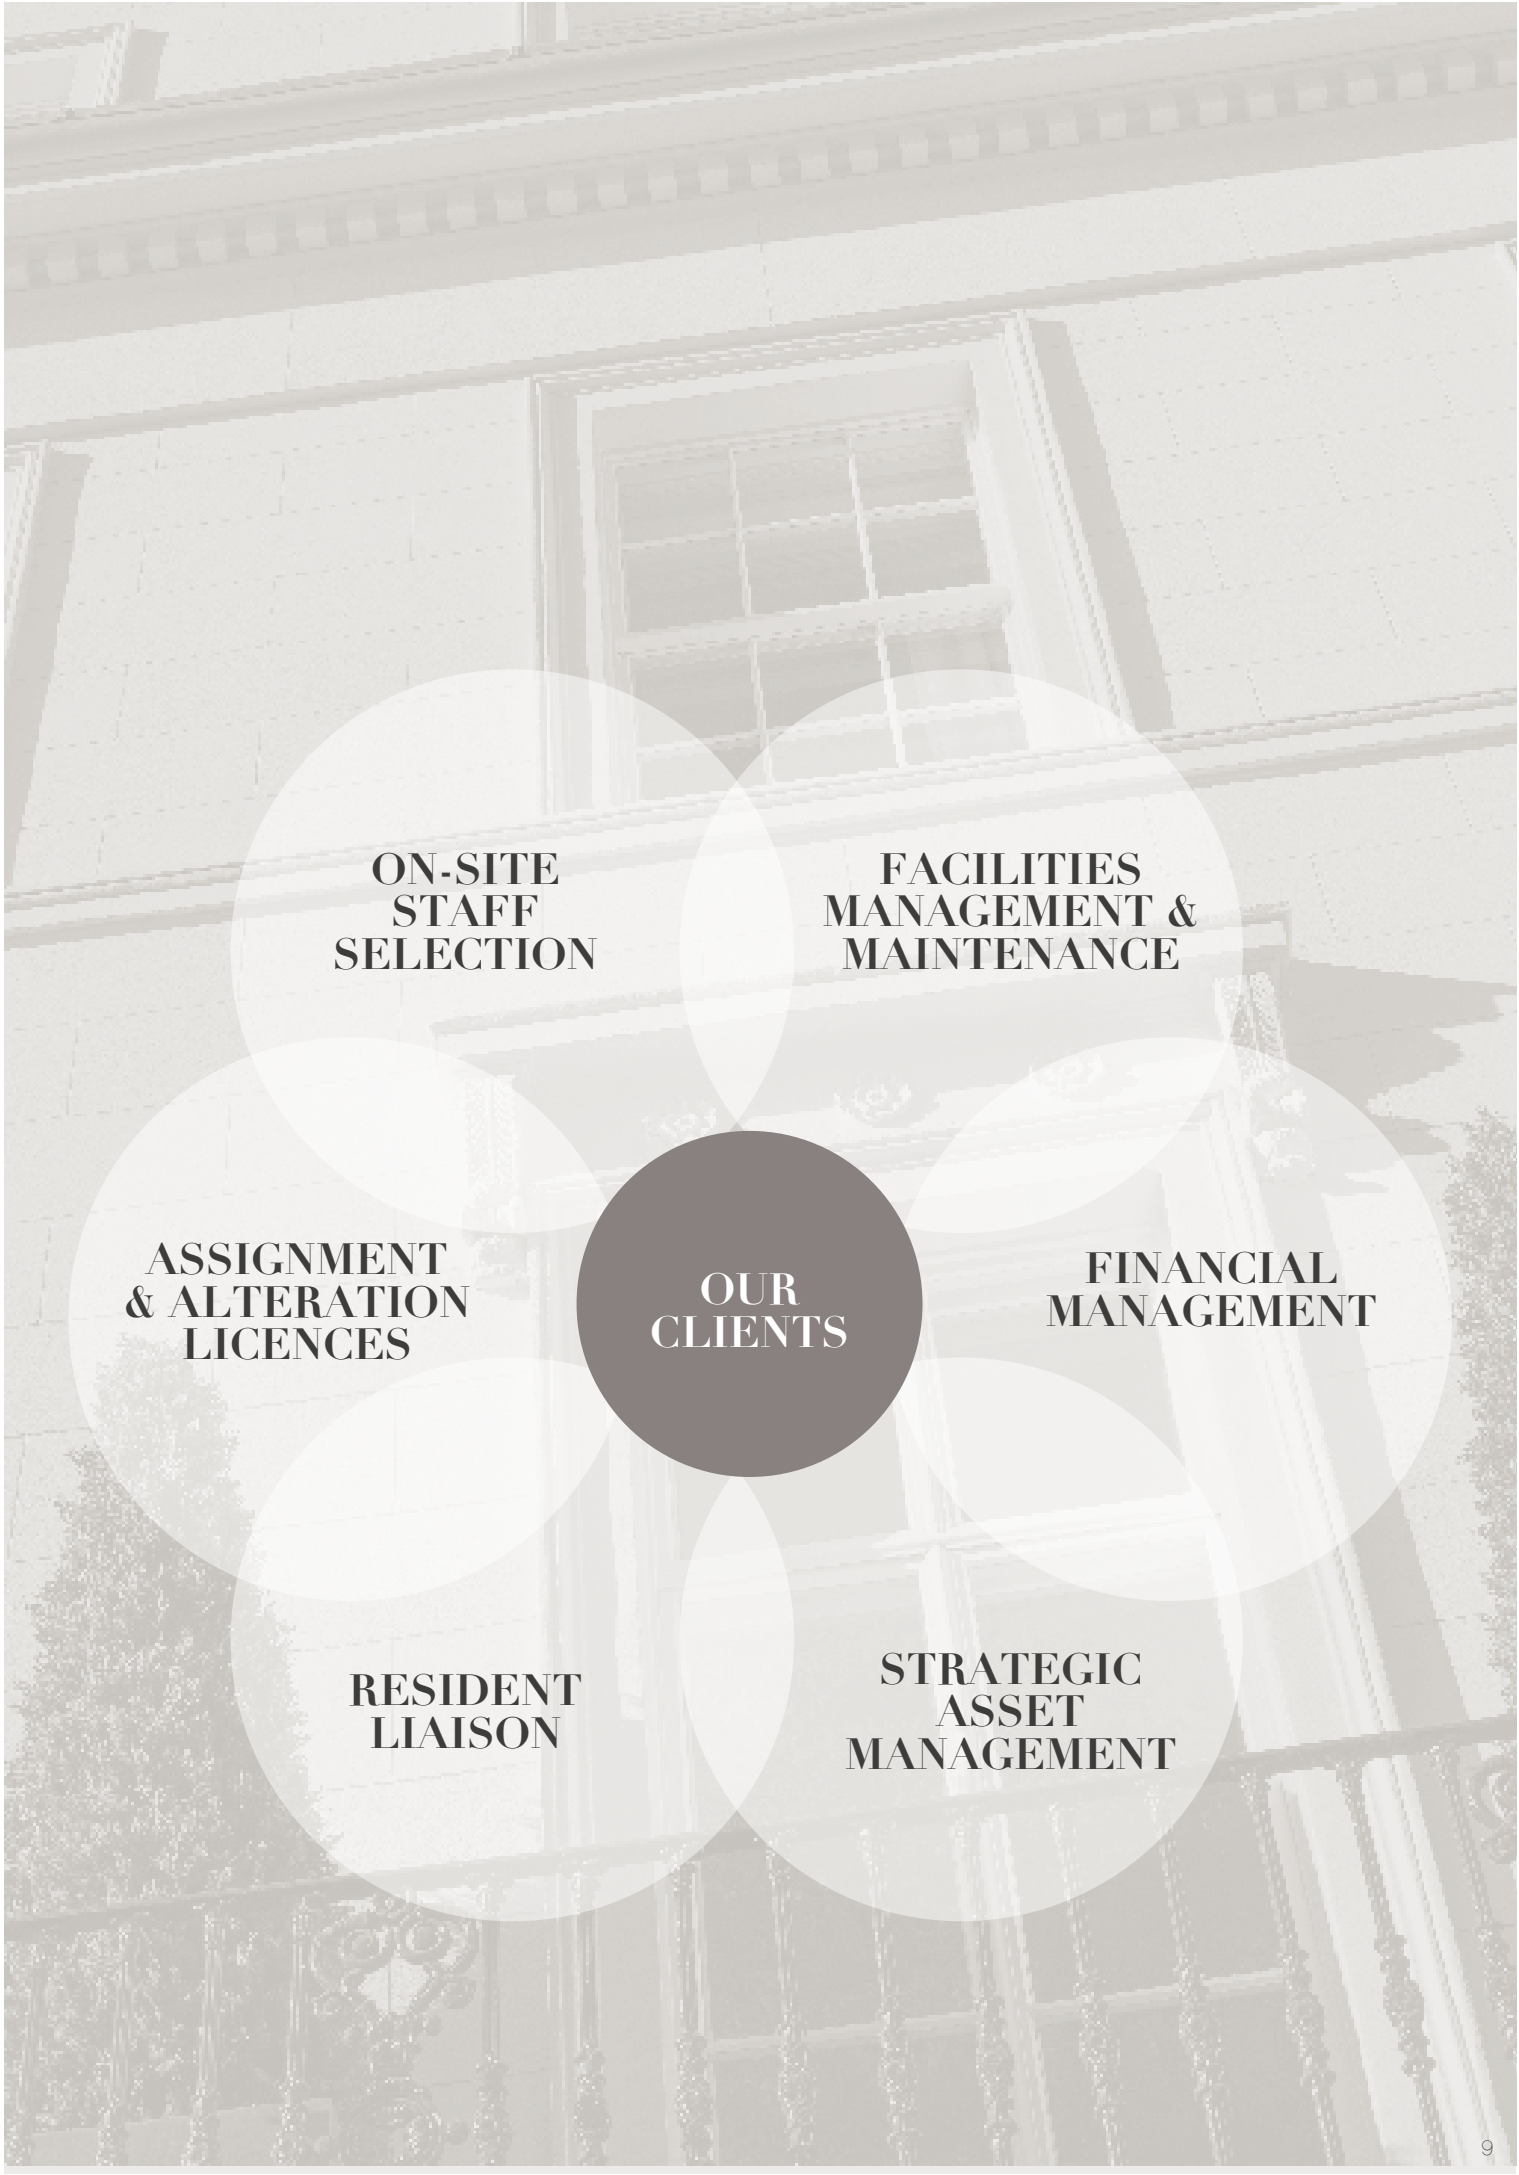 ON-SITE
STAFF
SELECTION
FACILITIES
MANAGEMENT &
MAINTENANCE
ASSIGNMENT
& ALTERATION
LICENCES
OUR
CLIENTS
FINANCIAL
MANAGEMENT
RESIDENT
LIAISON
STRATEGIC
ASSET
MANAGEMENT
9